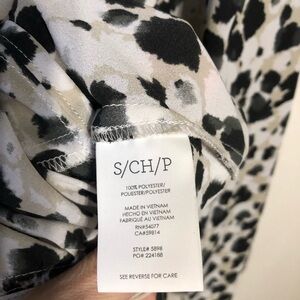 S/CH/P
100% POLYESTER/
POLIÉSTER/POLYESTER
MADE IN VIETNAM
HECHO EN VIETNAM
FABRIQUÉ AU VIETNAM
RN#54077
CA#59814
STYLE# 5898
PO# 224188
SEE REVERSE FOR CARE